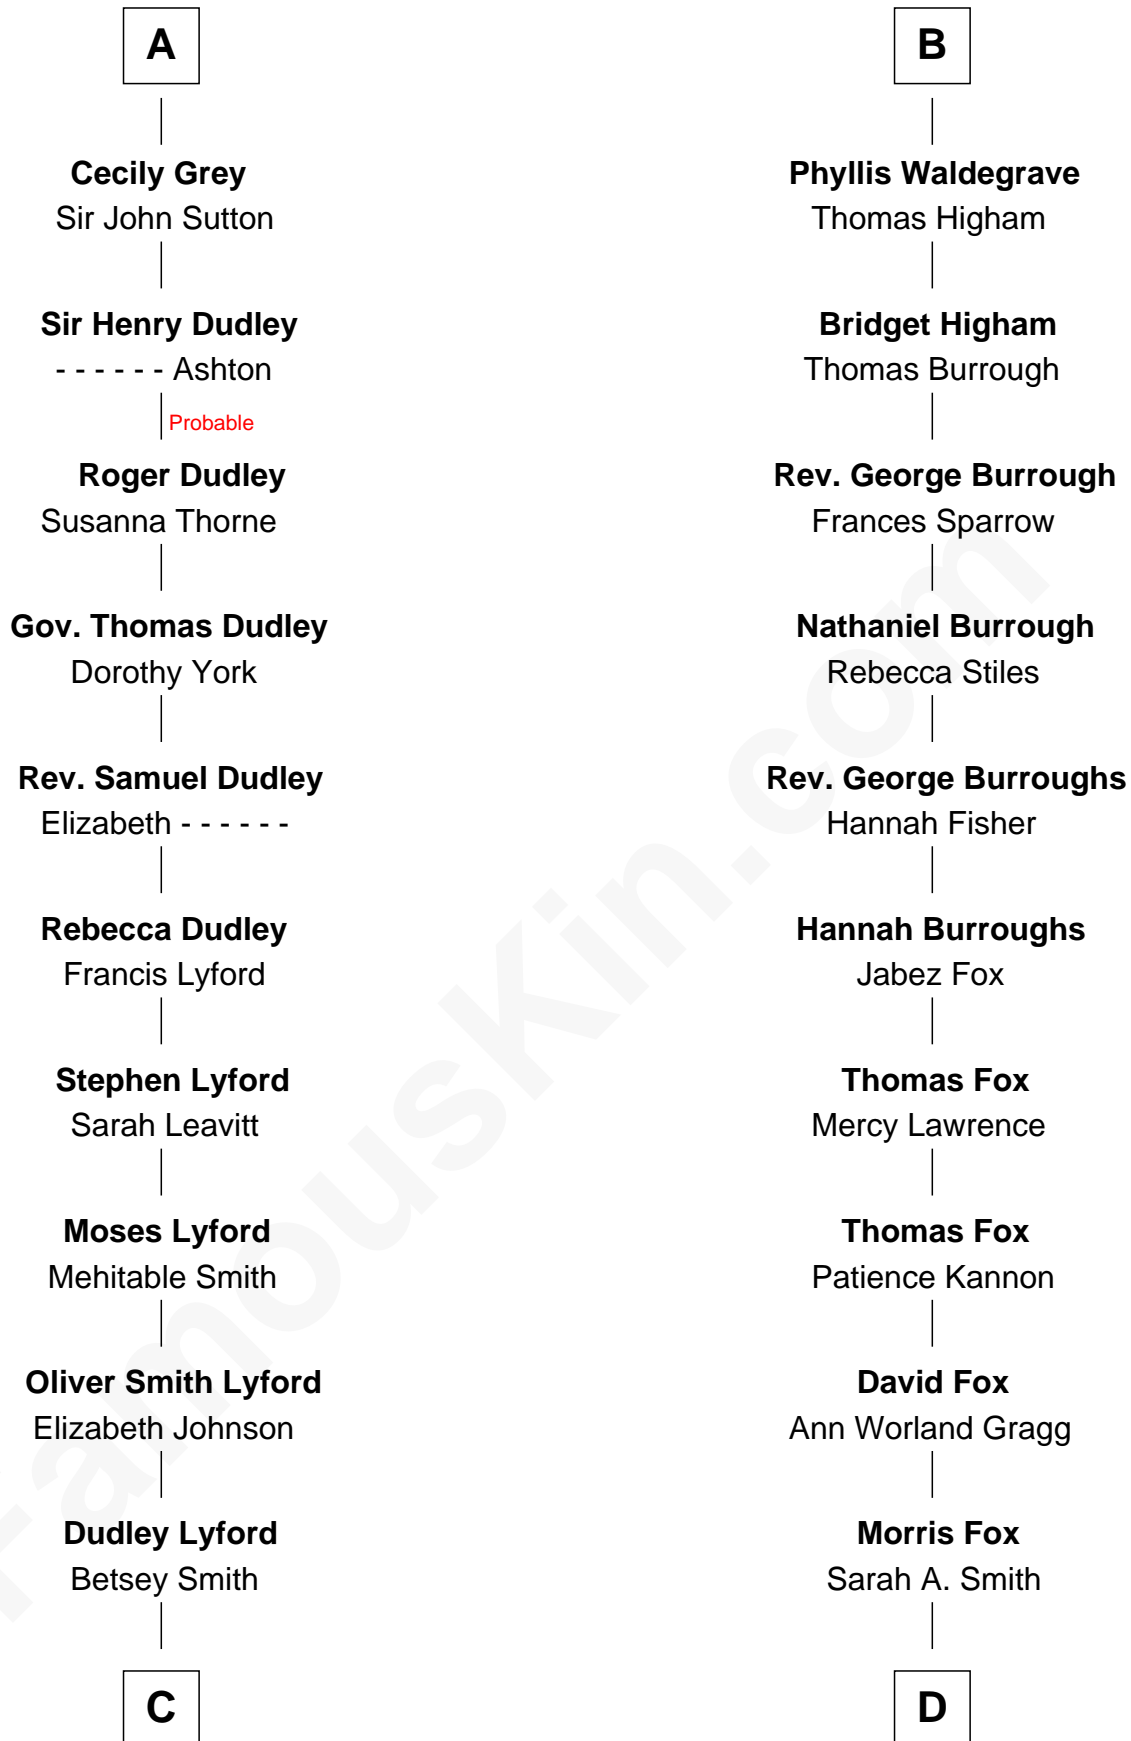 A
Cecily Grey
Sir John Sutton
Sir Henry Dudley
- - - - - - Ashton
Probable
Roger Dudley
Susanna Thorne
Gov. Thomas Dudley
Dorothy York
Rev. Samuel Dudley
Elizabeth - - - - - -
Rebecca Dudley
Francis Lyford
Stephen Lyford
Sarah Leavitt
Moses Lyford
Mehitable Smith
Oliver Smith Lyford
Elizabeth Johnson
Dudley Lyford
Betsey Smith
C
B
Phyllis Waldegrave
Thomas Higham
Bridget Higham
Thomas Burrough
Rev. George Burrough
Frances Sparrow
Nathaniel Burrough
Rebecca Stiles
Rev. George Burroughs
Hannah Fisher
Hannah Burroughs
Jabez Fox
Thomas Fox
Mercy Lawrence
Thomas Fox
Patience Kannon
David Fox
Ann Worland Gragg
Morris Fox
Sarah A. Smith
D
FamousKin.com